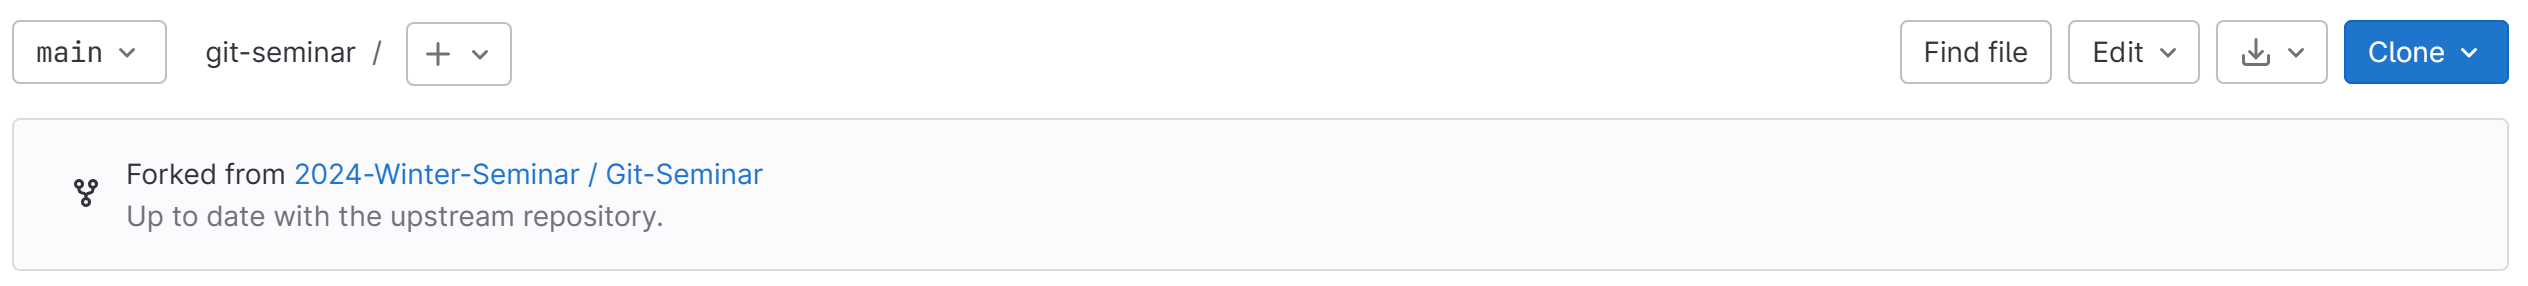 main git-seminar / + Find file Edit Clone
Forked from 2024-Winter-Seminar / Git-Seminar
Up to date with the upstream repository.